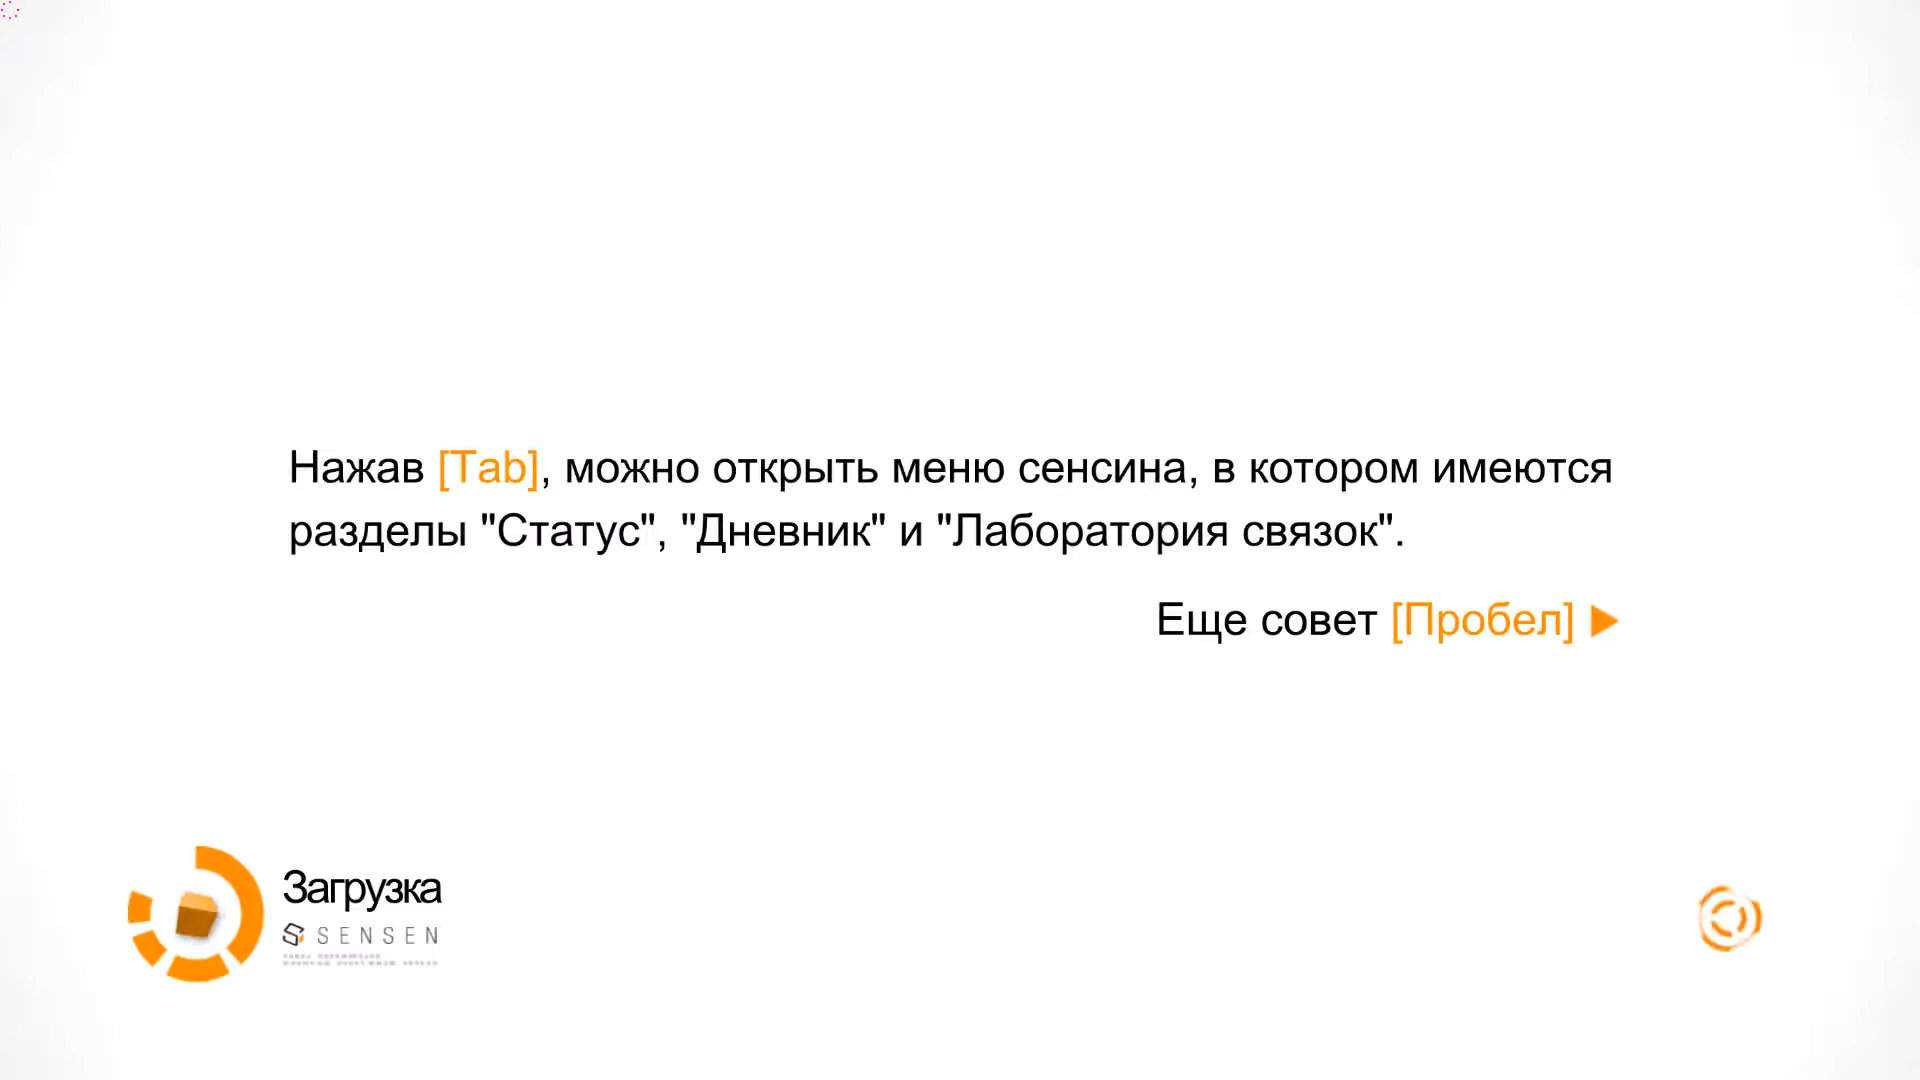 Нажав [Tab], можно открыть меню сенсина, в котором имеются
разделы "Статус", "Дневник" и "Лаборатория связок".
Еще совет [Пробел]
Загрузка
SENSEN